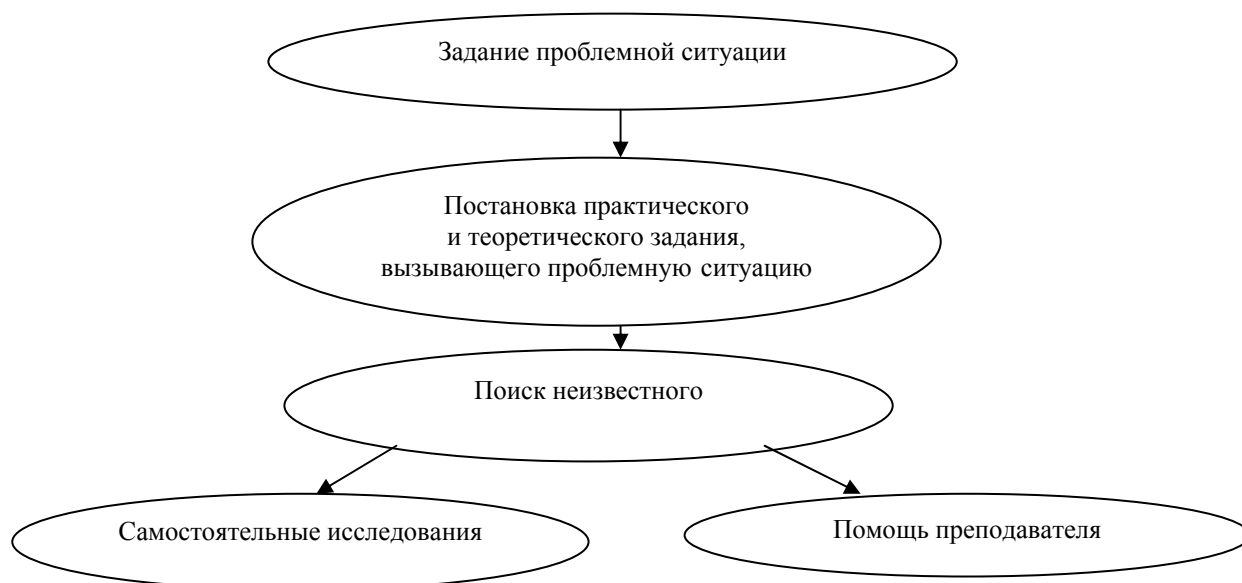 Задание проблемной ситуации
Постановка практического
и теоретического задания,
вызывающего проблемную ситуацию
Поиск неизвестного
Самостоятельные исследования
Помощь преподавателя